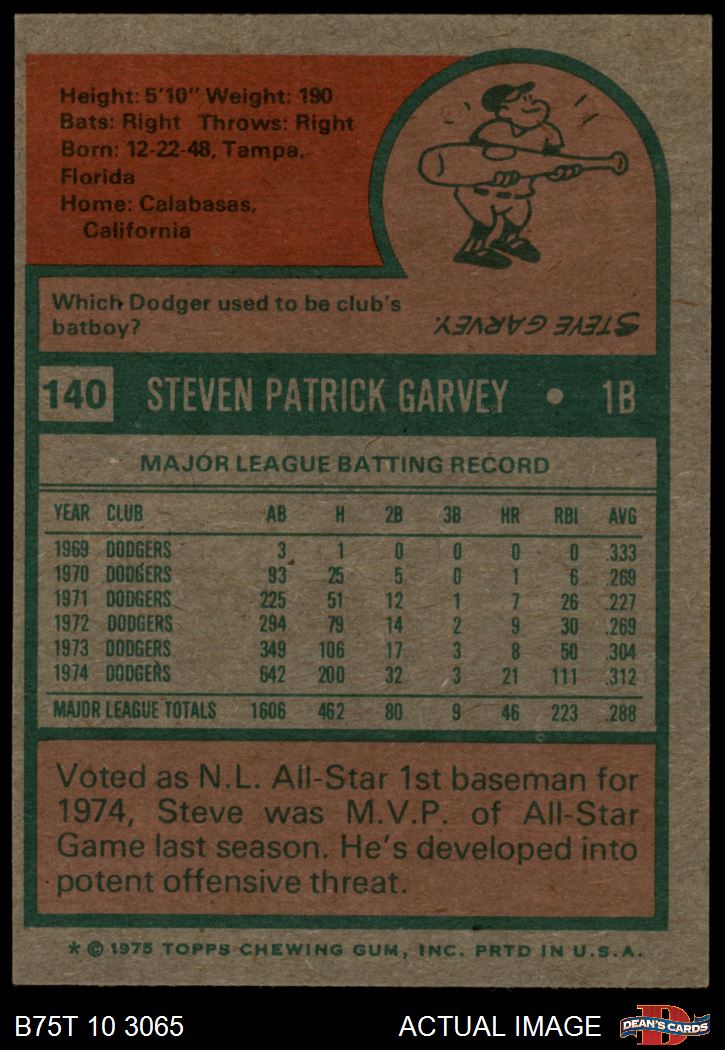 Height: 5'10" Weight: 190
Bats: Right Throws: Right
Born: 12-22-48, Tampa,
Florida
Home: Calabasas,
California
Which Dodger used to be club's
batboy?
STEVE GARVEY.
140 STEVEN PATRICK GARVEY • 1B
MAJOR LEAGUE BATTING RECORD
YEAR CLUB AB H 2B 3B HR RBI AVG
1969 DODGERS 3 1 0 0 0 0 .333
1970 DODGERS 93 25 5 0 1 6 .269
1971 DODGERS 225 51 12 1 7 26 .227
1972 DODGERS 294 79 14 2 9 30 .269
1973 DODGERS 349 106 17 3 8 50 .304
1974 DODGERS 642 200 32 3 21 111 .312
MAJOR LEAGUE TOTALS 1606 462 80 9 46 223 .288
Voted as N.L. All-Star 1st baseman for
1974, Steve was M.V.P. of All-Star
Game last season. He's developed into
potent offensive threat.
* © 1975 TOPPS CHEWING GUM, INC. PRTD IN U.S.A.
B75T 10 3065 ACTUAL IMAGE DEAN'S CARDS